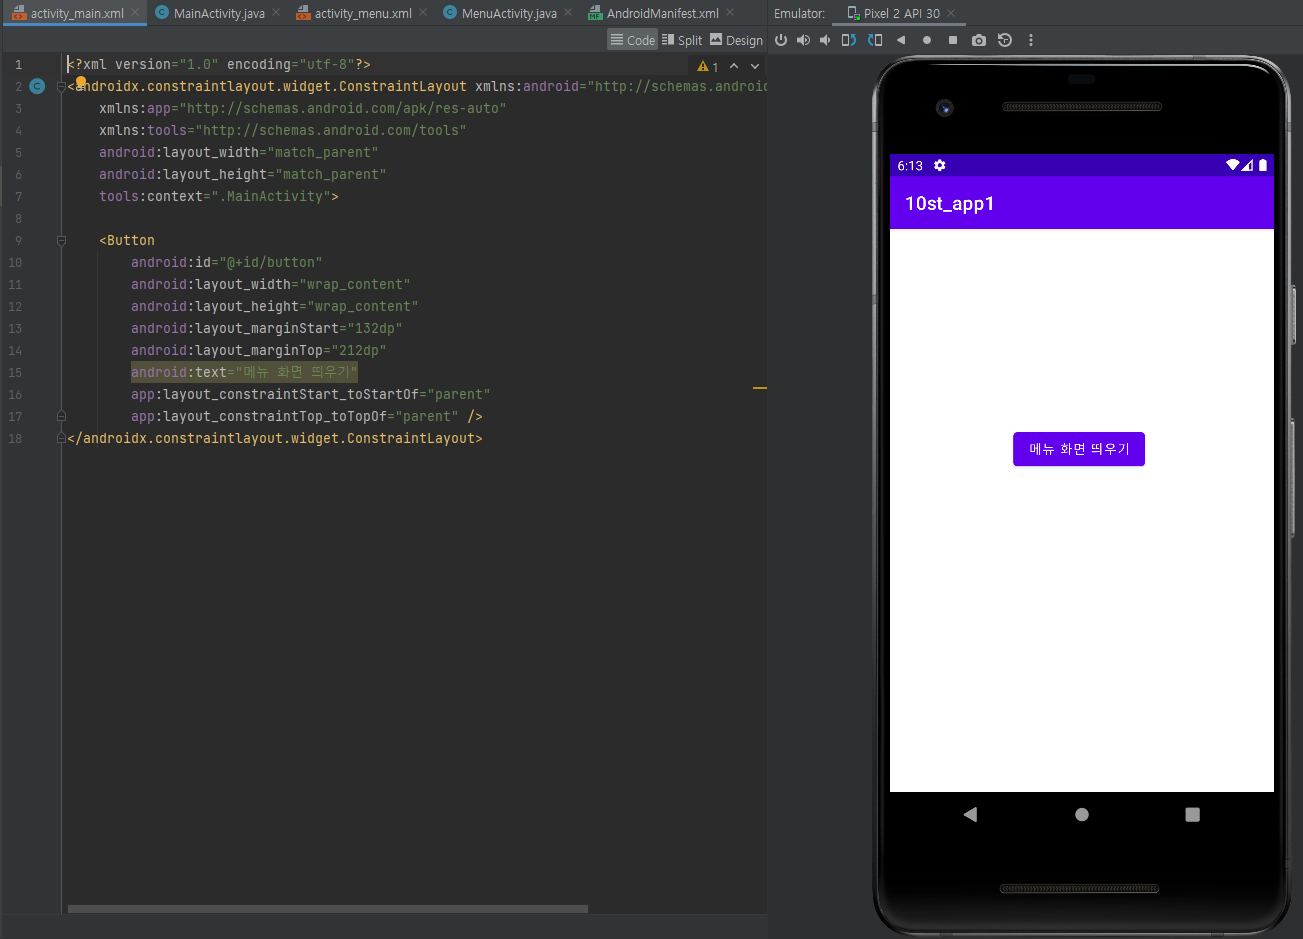 activity_main.xml MainActivity.java activity_menu.xml MenuActivity.java AndroidManifest.xml
Emulator: Pixel 2 API 30
Code Split Design
1
1 <?xml version="1.0" encoding="utf-8"?>
2 <androidx.constraintlayout.widget.ConstraintLayout xmlns:android="http://schemas.android
3 xmlns:app="http://schemas.android.com/apk/res-auto"
4 xmlns:tools="http://schemas.android.com/tools"
5 android:layout_width="match_parent"
6 android:layout_height="match_parent"
7 tools:context=".MainActivity">
8
9 <Button
10 android:id="@+id/button"
11 android:layout_width="wrap_content"
12 android:layout_height="wrap_content"
13 android:layout_marginStart="132dp"
14 android:layout_marginTop="212dp"
15 android:text="메뉴 화면 띄우기"
16 app:layout_constraintStart_toStartOf="parent"
17 app:layout_constraintTop_toTopOf="parent" />
18 </androidx.constraintlayout.widget.ConstraintLayout>
6:13
10st_app1
메뉴 화면 띄우기